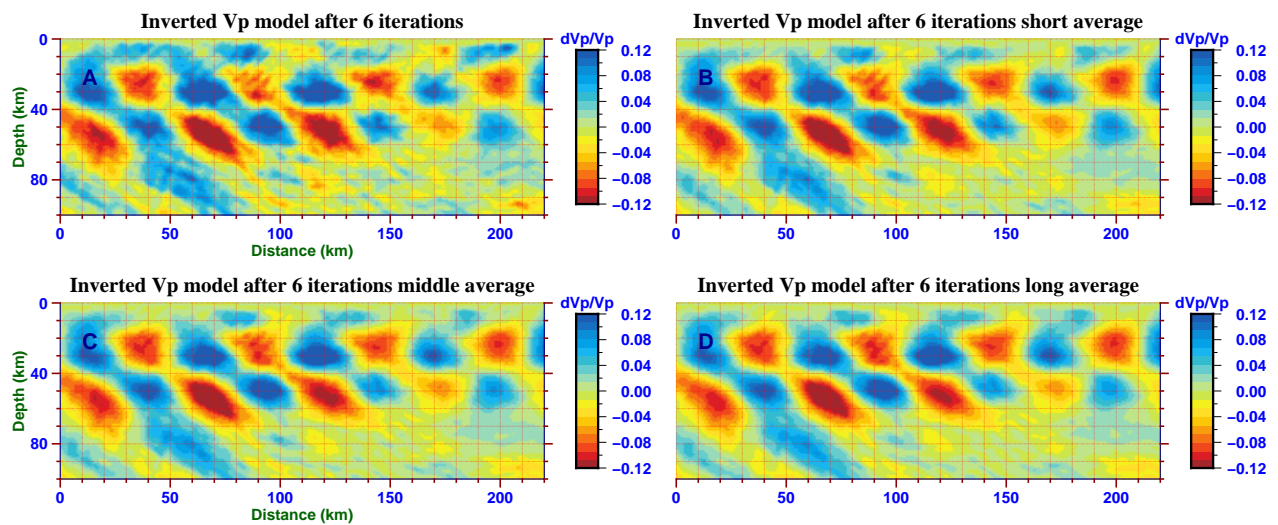 Inverted Vp model after 6 iterations
Inverted Vp model after 6 iterations short average
dVp/Vp
dVp/Vp
A
B
0
40
80
Depth (km)
0.12
0.08
0.04
0.00
−0.04
−0.08
−0.12
0.12
0.08
0.04
0.00
−0.04
−0.08
−0.12
0 50 100 150 200
0 50 100 150 200
Distance (km)
Inverted Vp model after 6 iterations middle average
Inverted Vp model after 6 iterations long average
dVp/Vp
dVp/Vp
C
D
0
40
80
Depth (km)
0.12
0.08
0.04
0.00
−0.04
−0.08
−0.12
0.12
0.08
0.04
0.00
−0.04
−0.08
−0.12
0 50 100 150 200
0 50 100 150 200
Distance (km)